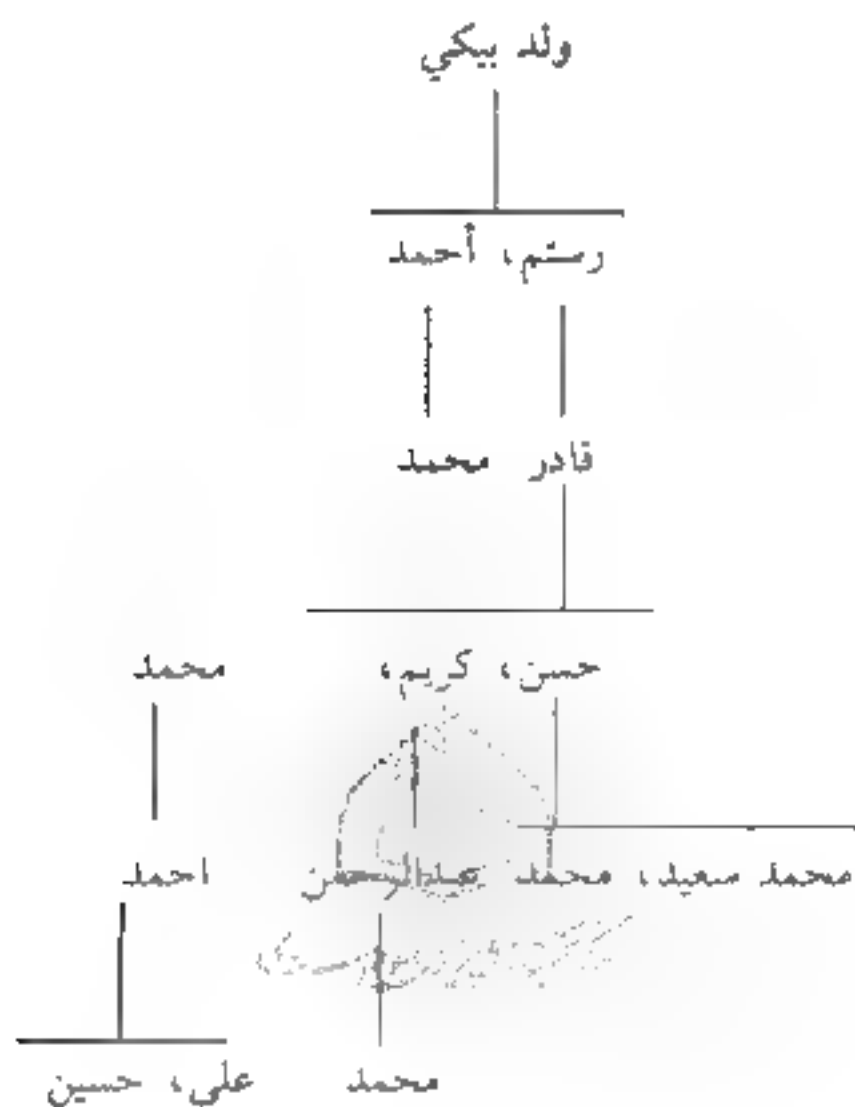 ولد بيكي
رستم، أحمد
قادر محمد
حسن، كريم، محمد
محمد سعيد، محمد عبدالرحمن احمد
محمد علي، حسين